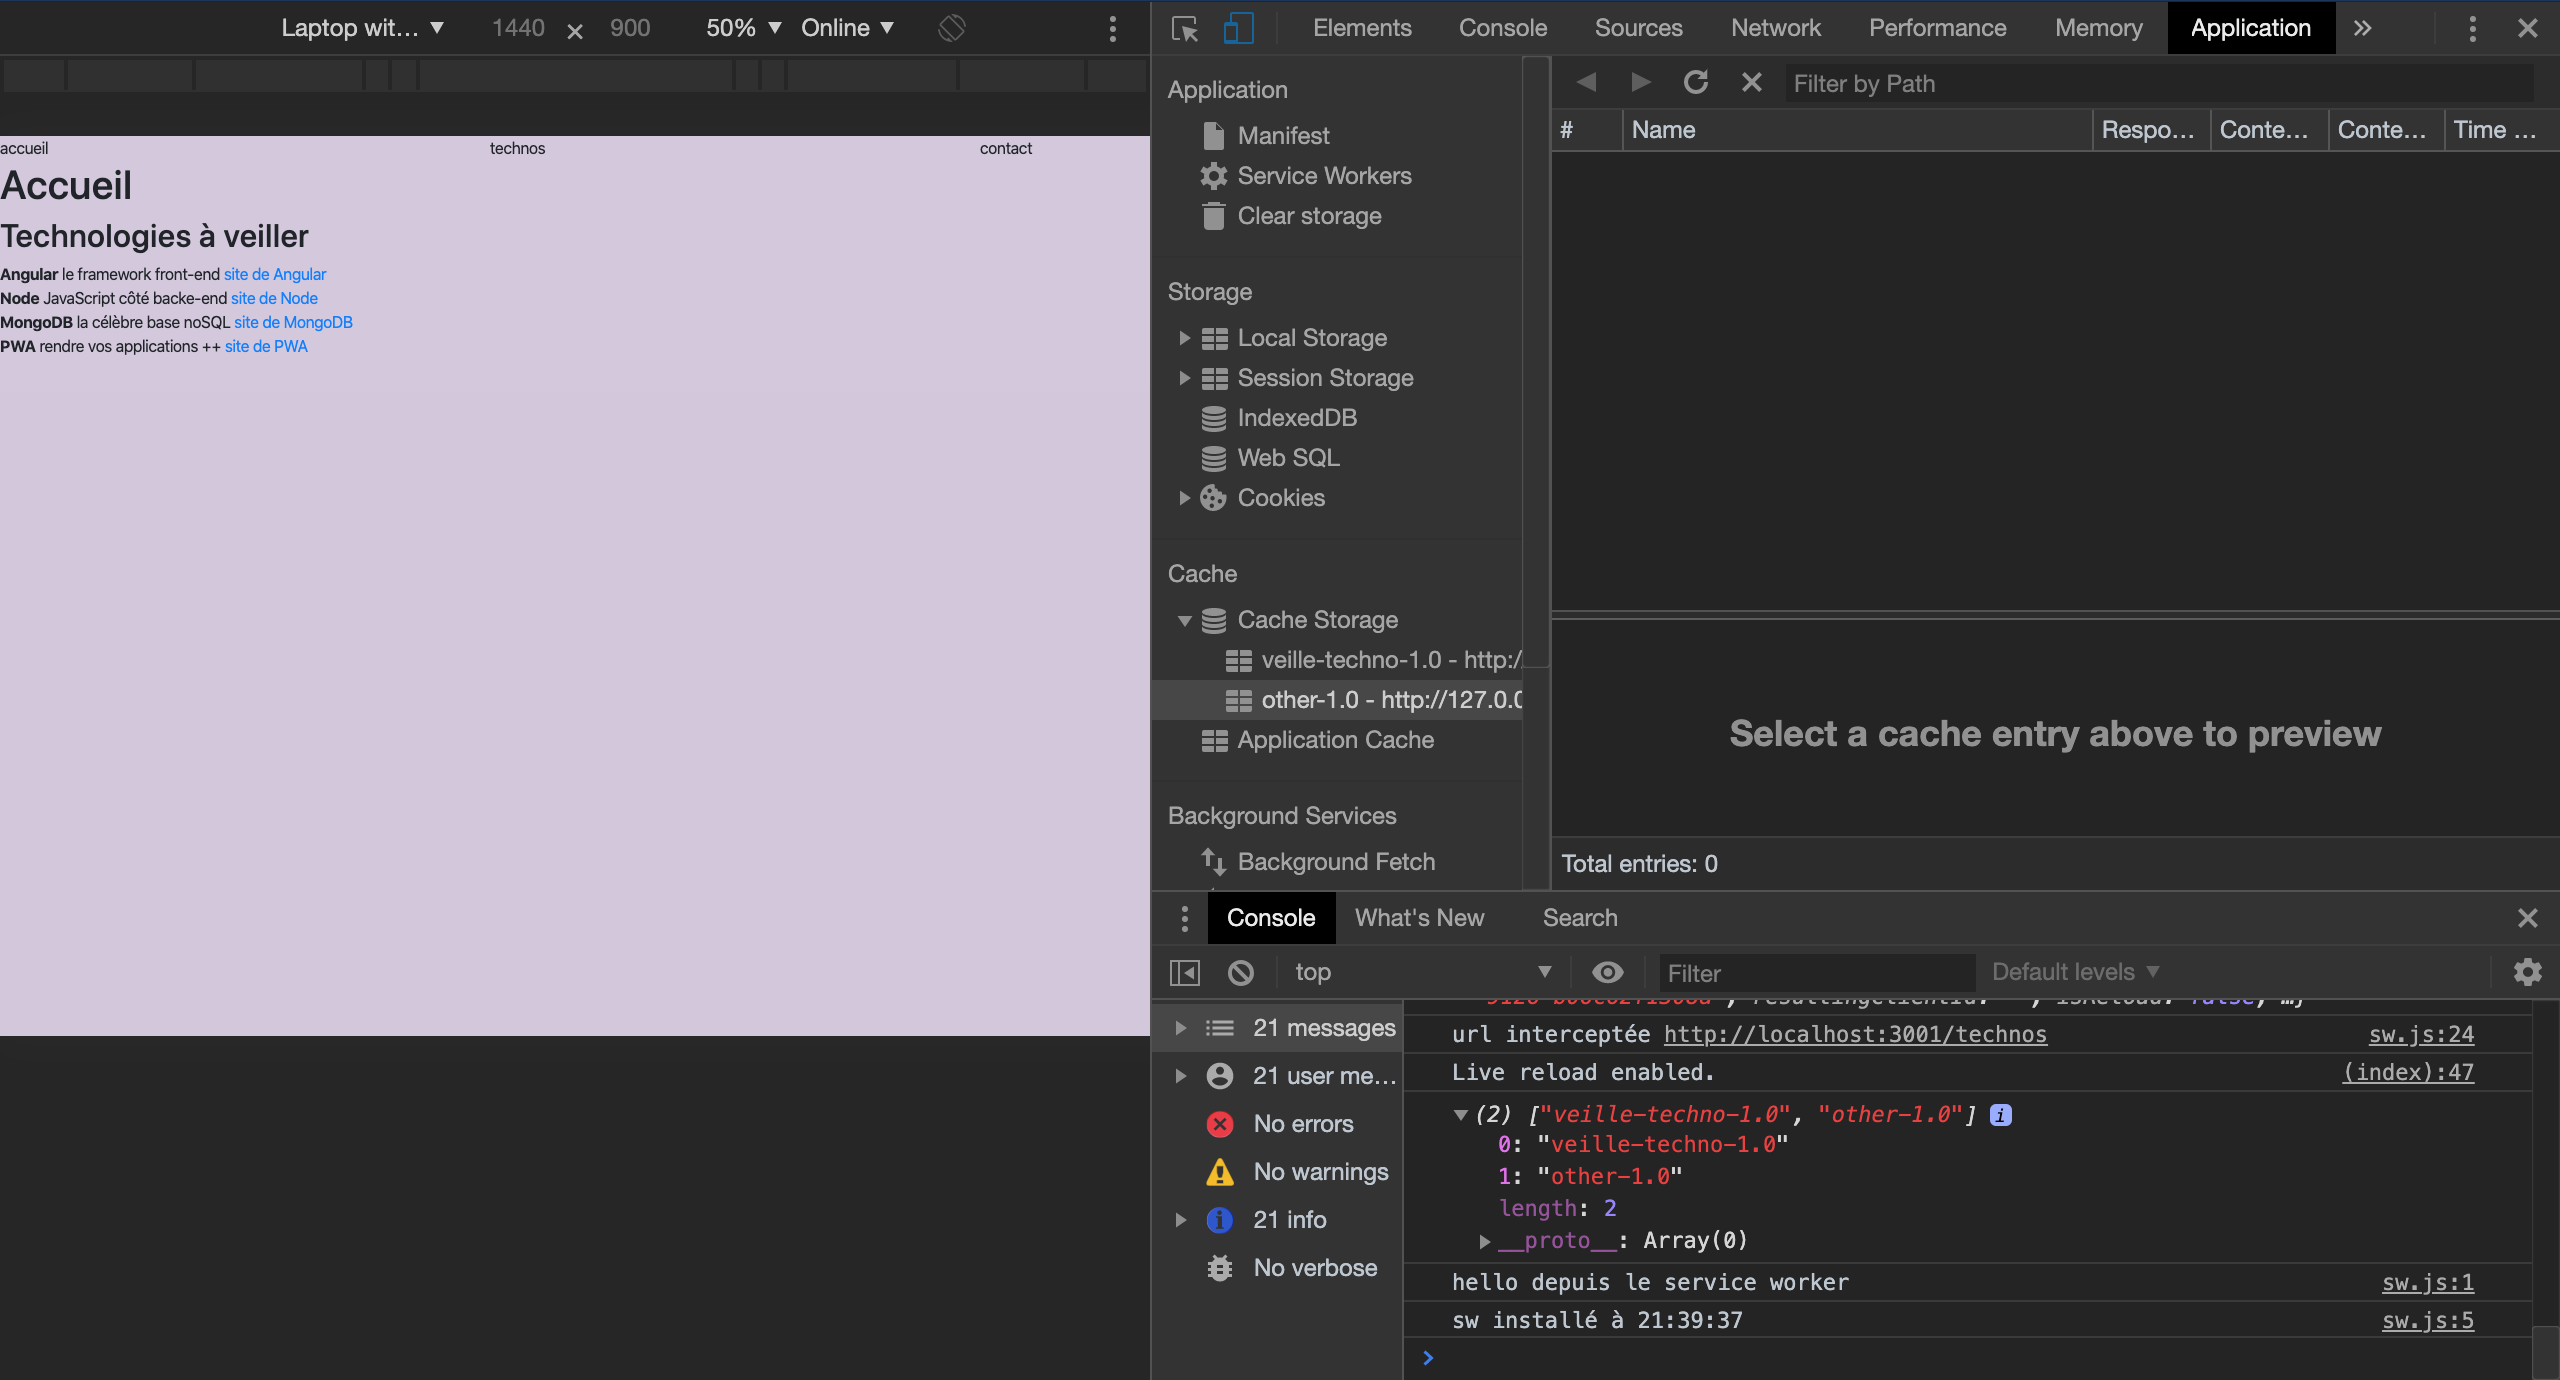 Laptop wit… ▼ 1440 × 900 50% ▼ Online ▼
accueil technos contact
Accueil
Technologies à veiller
Angular le framework front-end site de Angular
Node JavaScript côté backe-end site de Node
MongoDB la célèbre base noSQL site de MongoDB
PWA rendre vos applications ++ site de PWA
Elements Console Sources Network Performance Memory Application »
Application
Manifest
Service Workers
Clear storage
Storage
Local Storage
Session Storage
IndexedDB
Web SQL
Cookies
Cache
Cache Storage
veille-techno-1.0 - http:/
other-1.0 - http://127.0.0
Application Cache
Background Services
Background Fetch
Filter by Path
# Name Respo… Conte… Conte… Time …
Select a cache entry above to preview
Total entries: 0
Console What's New Search
top ▼ Filter Default levels ▼
21 messages
21 user me…
No errors
No warnings
21 info
No verbose
url interceptée http://localhost:3001/technos sw.js:24
Live reload enabled. (index):47
(2) ["veille-techno-1.0", "other-1.0"] i
0: "veille-techno-1.0"
1: "other-1.0"
length: 2
__proto__: Array(0)
hello depuis le service worker sw.js:1
sw installé à 21:39:37 sw.js:5